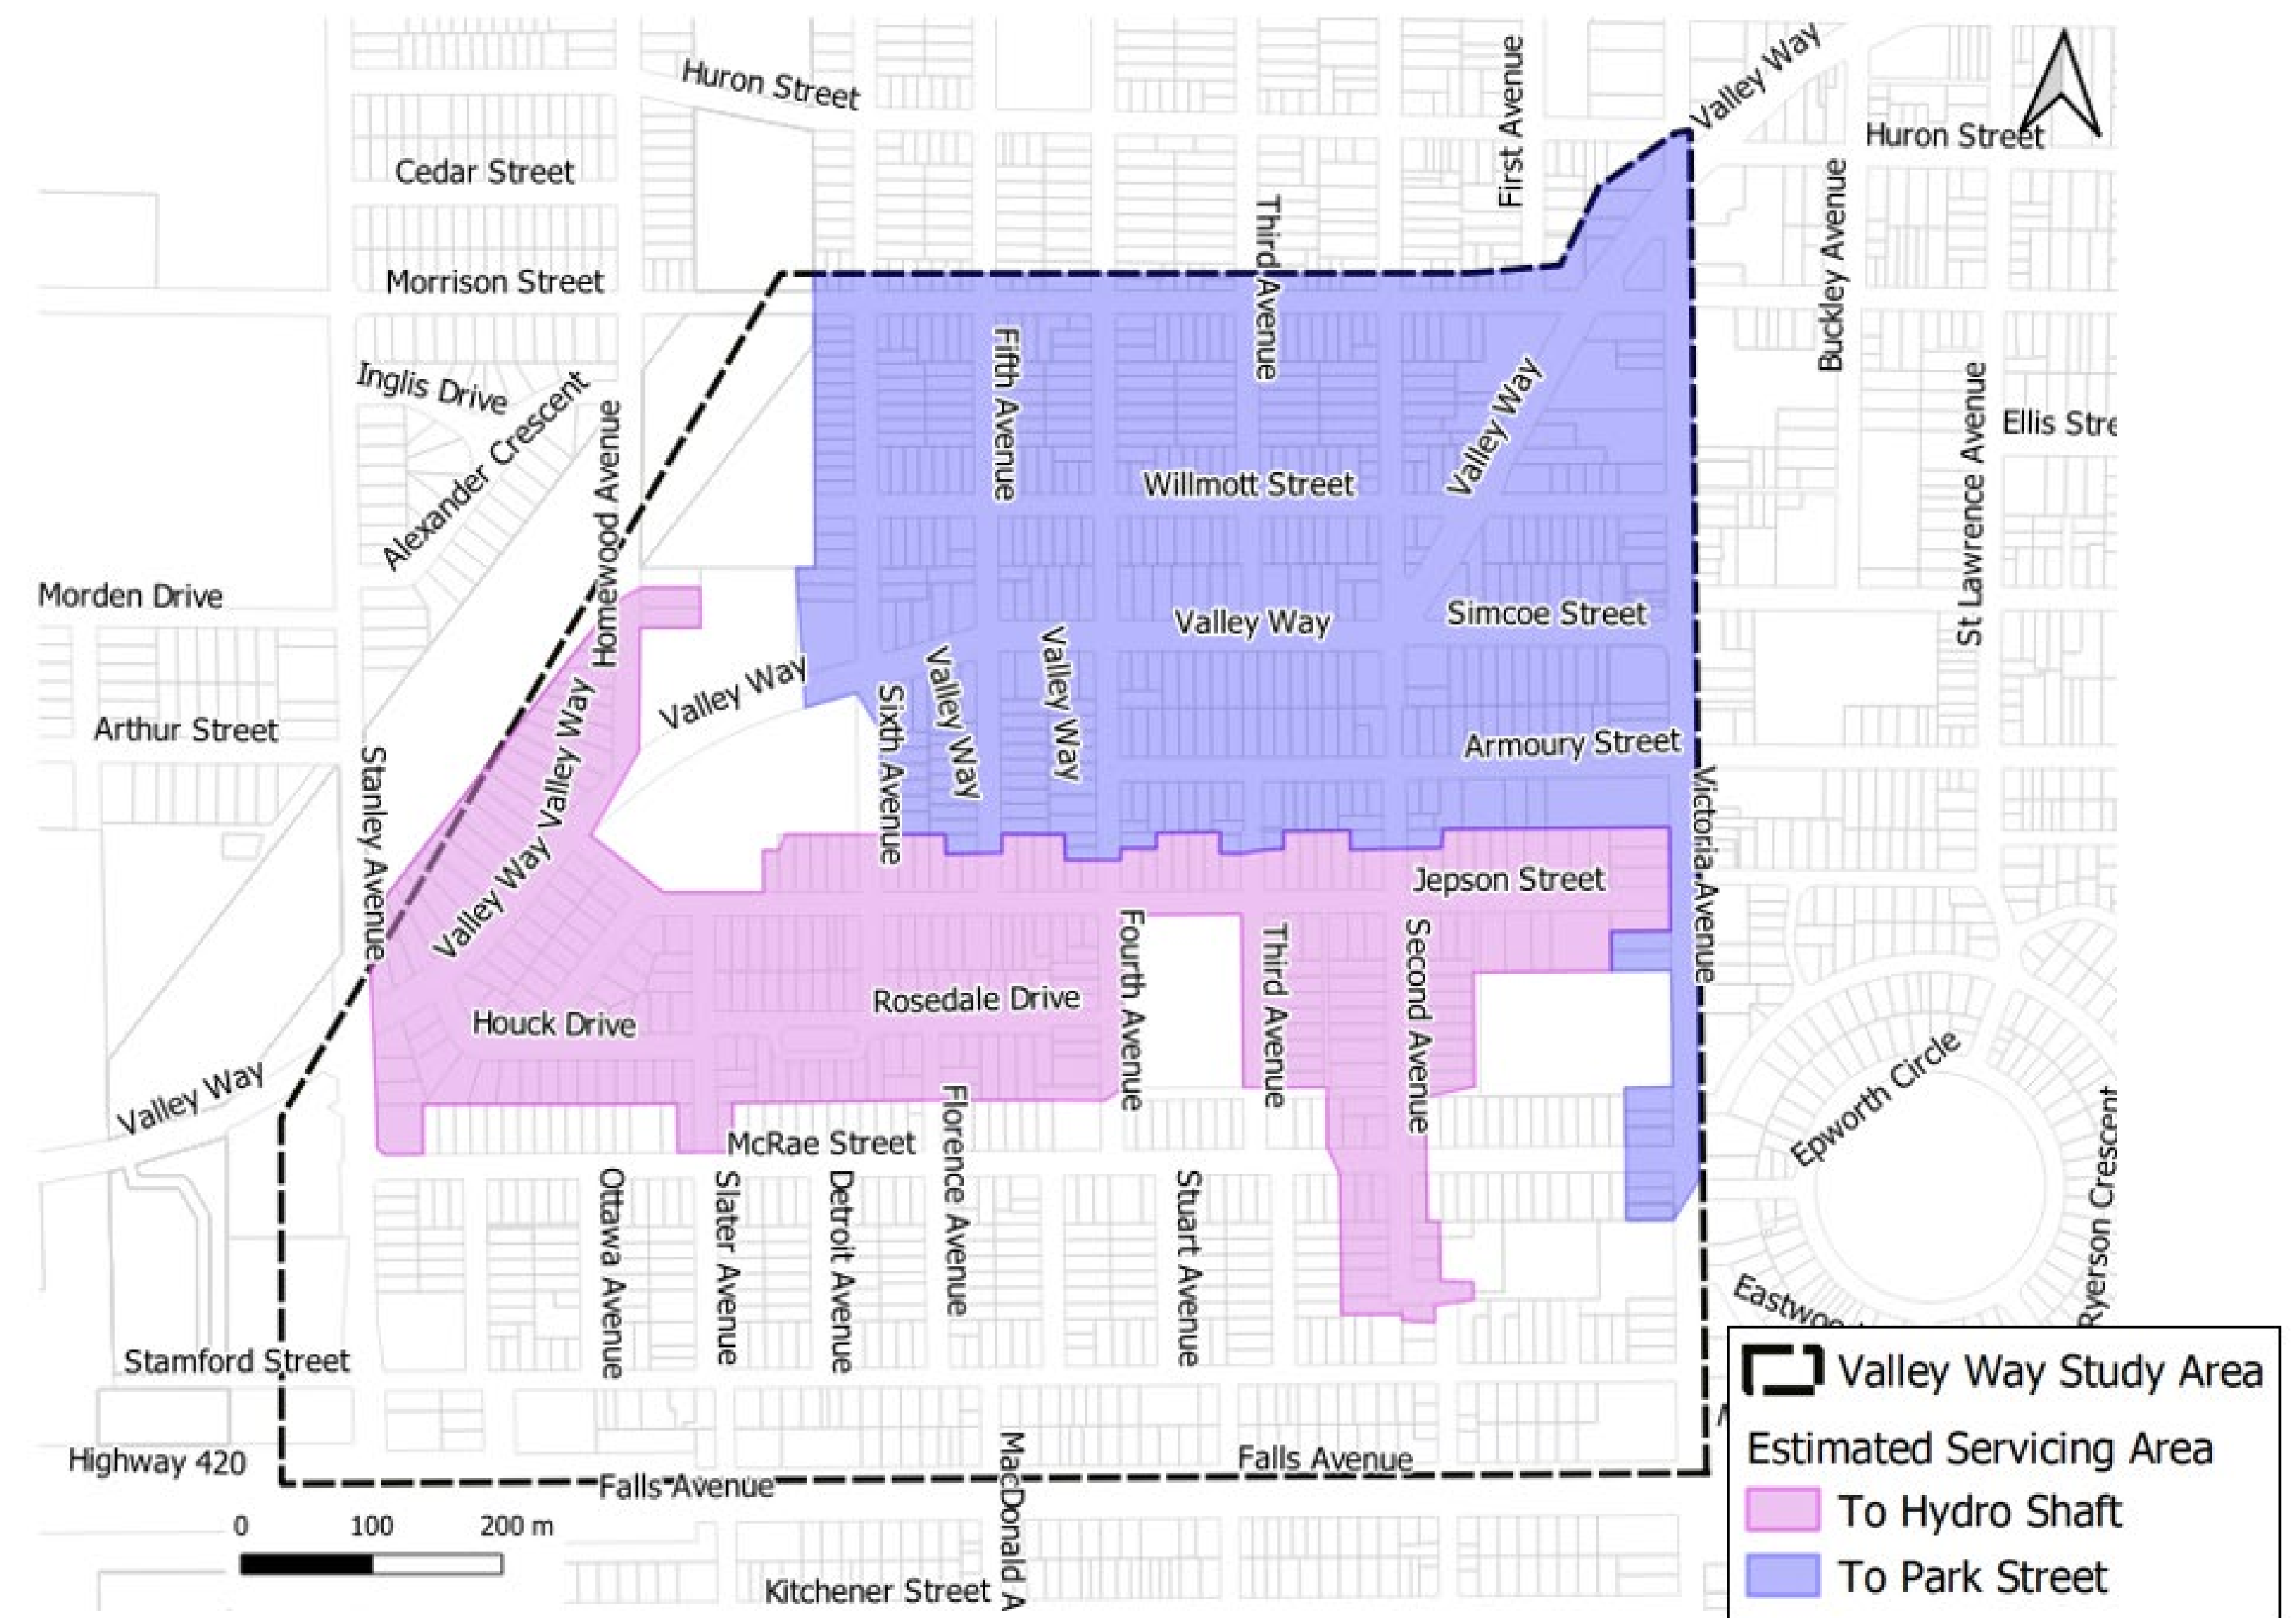 Valley Way
Huron Street
First Avenue
Huron Street
Cedar Street
Buckley Avenue
Third Avenue
Morrison Street
Fifth Avenue
Inglis Drive
Alexander Crescent
Valley Way
St Lawrence Avenue
Ellis Stre
Homewood Avenue
Willmott Street
Morden Drive
Valley Way
Simcoe Street
Valley Way
Valley Way
Valley Way
Valley Way
Valley Way
Sixth Avenue
Arthur Street
Armoury Street
Stanley Avenue
Victoria Avenue
Jepson Street
Fourth Avenue
Third Avenue
Second Avenue
Rosedale Drive
Houck Drive
Valley Way
Epworth Circle
Ryerson Crescent
McRae Street
Florence Avenue
Ottawa Avenue
Slater Avenue
Detroit Avenue
Stuart Avenue
Eastwoo
Stamford Street
Valley Way Study Area
Estimated Servicing Area
To Hydro Shaft
To Park Street
Highway 420
Falls Avenue
Falls Avenue
MacDonald A
0 100 200 m
Kitchener Street